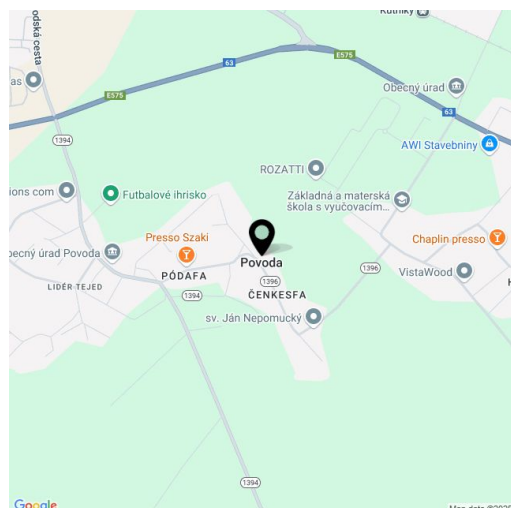 Kútniky
odská cesta
63
E575
E575
as
E575
Obecný úrad
63
1394
AWI Stavebniny
ROZATTI
ions com
Futbalové ihrisko
Základná a materská
škola s vyučovacím...
Presso Szaki
Chaplin presso
becný úrad Povoda
Povoda
1396
PÓDAFA
1396
VistaWood
LIDÉR TEJED
1394
ČENKESFA
sv. Ján Nepomucký
1394
Google